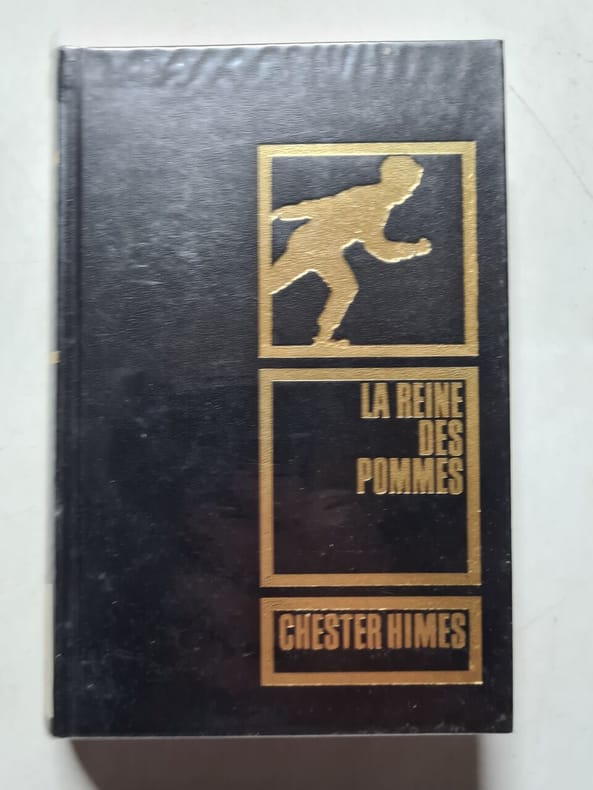 LA REINE
DES
POMMES
CHESTER HIMES